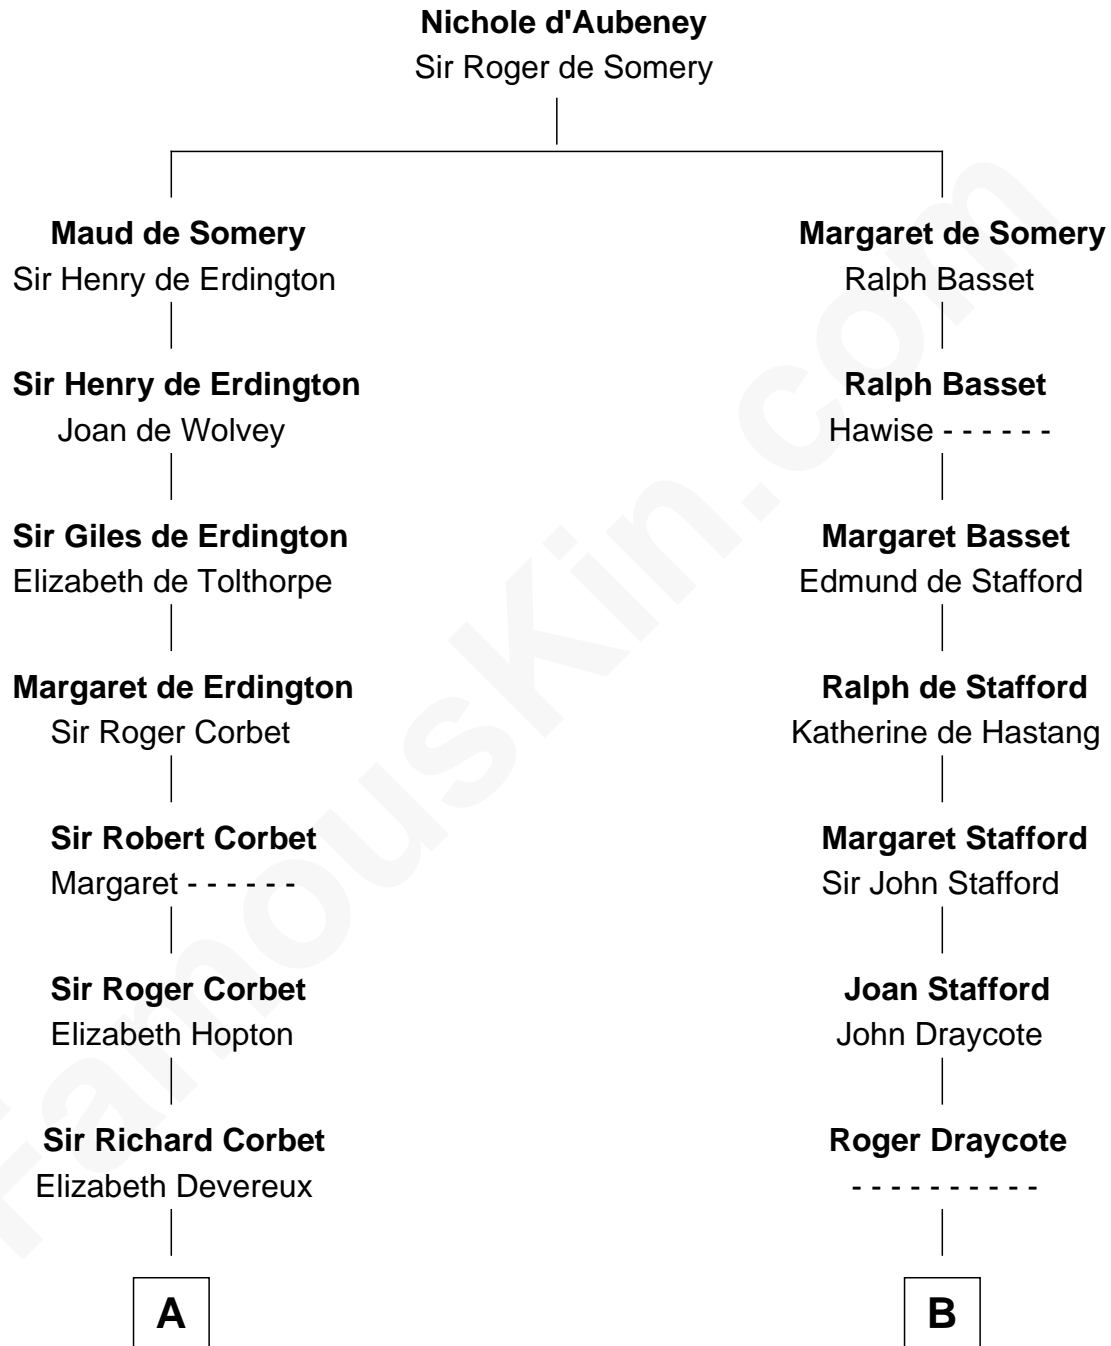 Nichole d'Aubeney
Sir Roger de Somery
Maud de Somery
Sir Henry de Erdington
Margaret de Somery
Ralph Basset
Sir Henry de Erdington
Joan de Wolvey
Ralph Basset
Hawise - - - - - -
Sir Giles de Erdington
Elizabeth de Tolthorpe
Margaret Basset
Edmund de Stafford
Margaret de Erdington
Sir Roger Corbet
Ralph de Stafford
Katherine de Hastang
Sir Robert Corbet
Margaret - - - - - -
Margaret Stafford
Sir John Stafford
Sir Roger Corbet
Elizabeth Hopton
Joan Stafford
John Draycote
Sir Richard Corbet
Elizabeth Devereux
Roger Draycote
- - - - - - - - - -
A
B
FamousKin.com